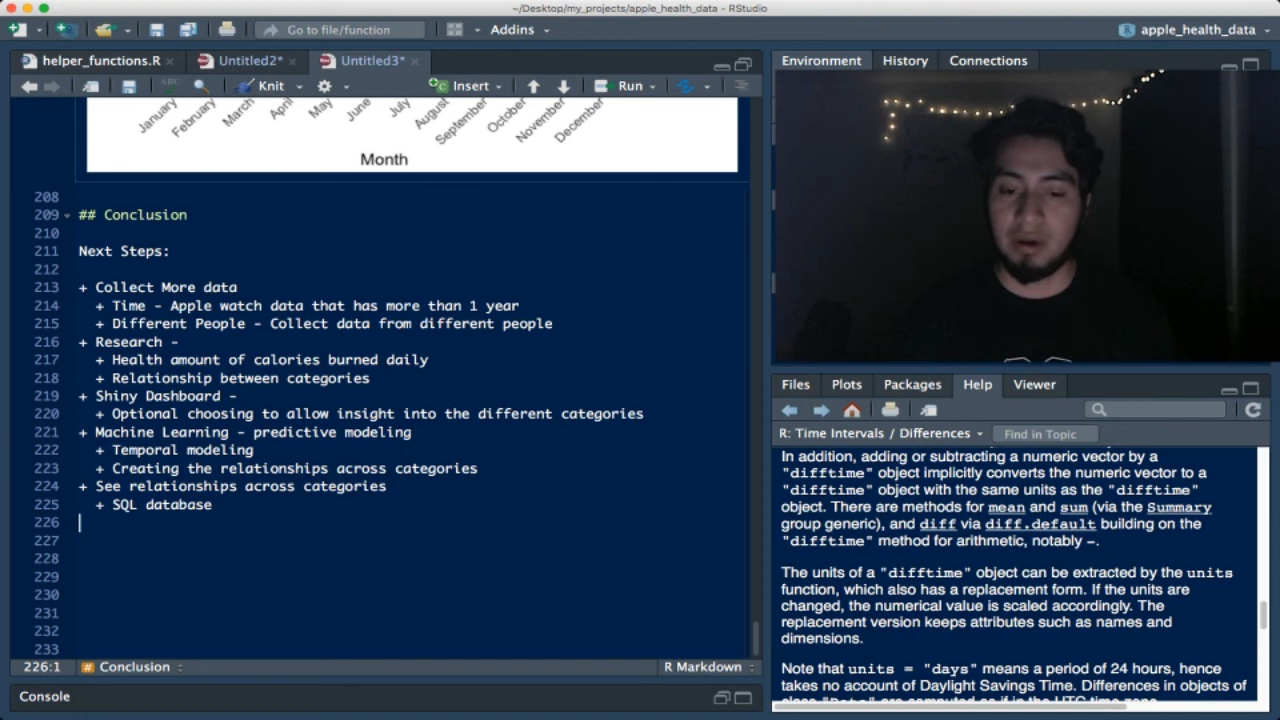 ~/Desktop/my_projects/apple_health_data - RStudio
Go to file/function
Addins
apple_health_data
helper_functions.R
Untitled2*
Untitled3*
ABC
Knit
Insert
Run
January
February
March
April
May
June
July
August
September
October
November
December
Month
208
209 ## Conclusion
210
211 Next Steps:
212
213 + Collect More data
214 + Time - Apple watch data that has more than 1 year
215 + Different People - Collect data from different people
216 + Research -
217 + Health amount of calories burned daily
218 + Relationship between categories
219 + Shiny Dashboard -
220 + Optional choosing to allow insight into the different categories
221 + Machine Learning - predictive modeling
222 + Temporal modeling
223 + Creating the relationships across categories
224 + See relationships across categories
225 + SQL database
226
227
228
229
230
231
232
233
226:1
# Conclusion
R Markdown
Console
Environment
History
Connections
Files
Plots
Packages
Help
Viewer
R: Time Intervals / Differences
Find in Topic
In addition, adding or subtracting a numeric vector by a
"difftime" object implicitly converts the numeric vector to a
"difftime" object with the same units as the "difftime"
object. There are methods for mean and sum (via the Summary
group generic), and diff via diff.default building on the
"difftime" method for arithmetic, notably -.
The units of a "difftime" object can be extracted by the units
function, which also has a replacement form. If the units are
changed, the numerical value is scaled accordingly. The
replacement version keeps attributes such as names and
dimensions.
Note that units = "days" means a period of 24 hours, hence
takes no account of Daylight Savings Time. Differences in objects of